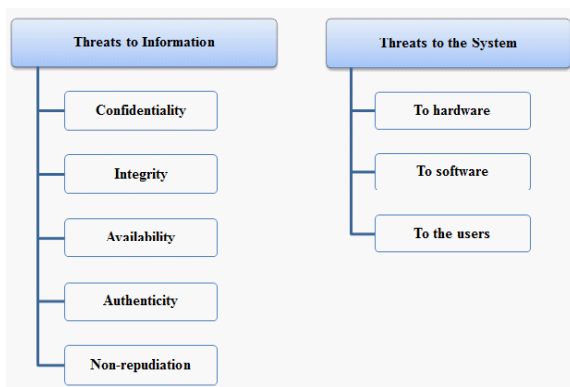 Threats to Information
Confidentiality
Integrity
Availability
Authenticity
Non-repudiation
Threats to the System
To hardware
To software
To the users